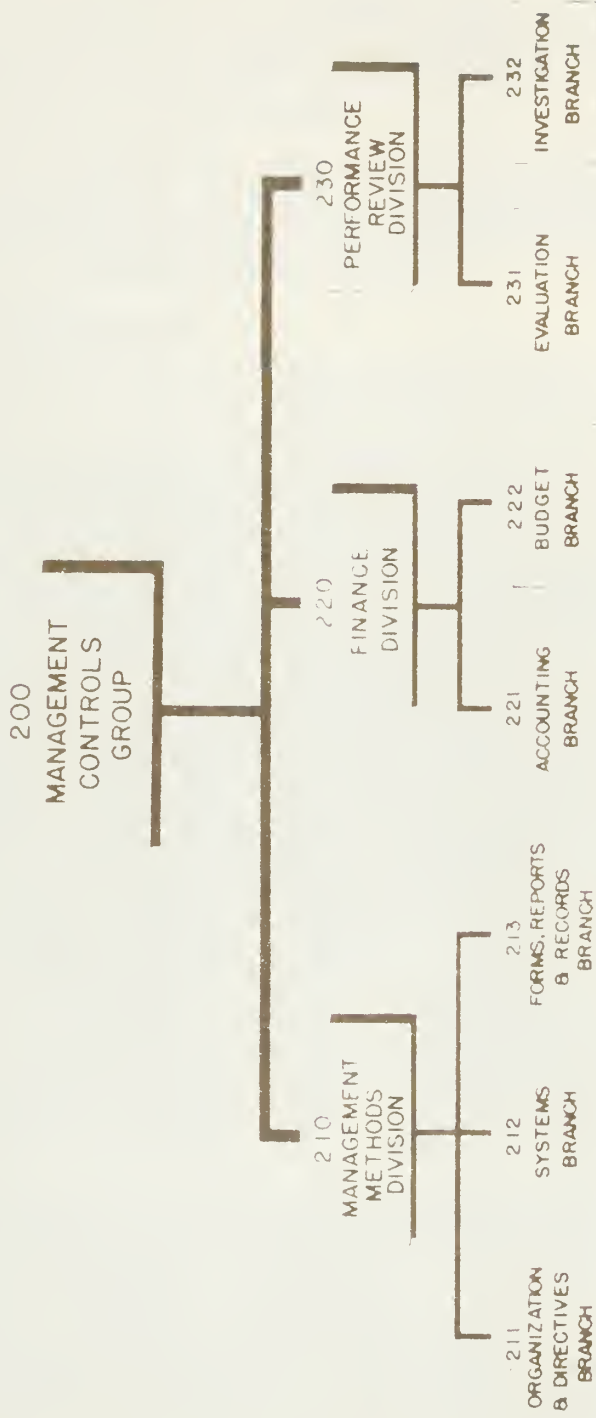 200
MANAGEMENT
CONTROLS
GROUP
210
MANAGEMENT
METHODS
DIVISION
220
FINANCE
DIVISION
230
PERFORMANCE
REVIEW
DIVISION
211
ORGANIZATION
& DIRECTIVES
BRANCH
212
SYSTEMS
BRANCH
213
FORMS, REPORTS
& RECORDS
BRANCH
221
ACCOUNTING
BRANCH
222
BUDGET
BRANCH
231
EVALUATION
BRANCH
232
INVESTIGATION
BRANCH